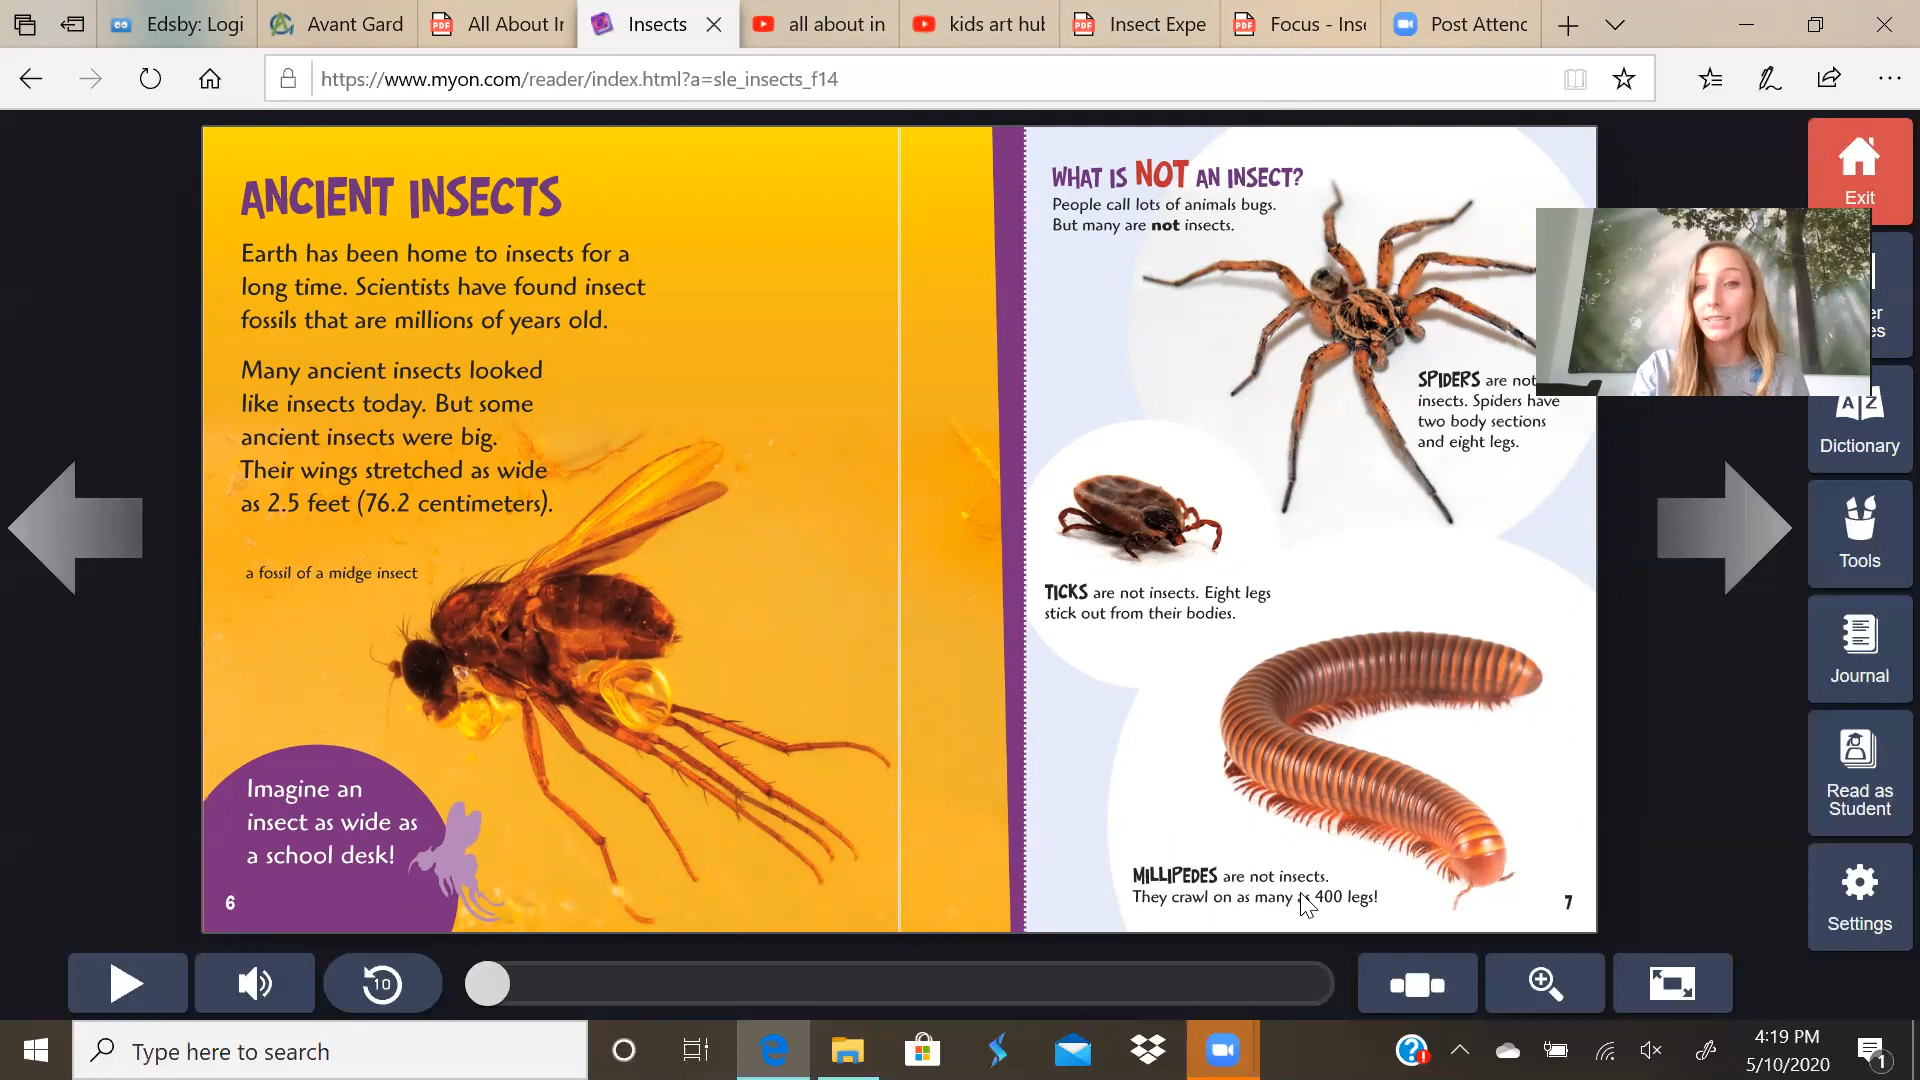 Edsby: Logi
Avant Gard
All About Ir
Insects
all about in
kids art hub
Insect Expe
Focus - Inse
Post Attenc
https://www.myon.com/reader/index.html?a=sle_insects_f14
ANCIENT INSECTS
Earth has been home to insects for a
long time. Scientists have found insect
fossils that are millions of years old.
Many ancient insects looked
like insects today. But some
ancient insects were big.
Their wings stretched as wide
as 2.5 feet (76.2 centimeters).
a fossil of a midge insect
Imagine an
insect as wide as
a school desk!
6
WHAT IS NOT AN INSECT?
People call lots of animals bugs.
But many are not insects.
SPIDERS are not
insects. Spiders have
two body sections
and eight legs.
TICKS are not insects. Eight legs
stick out from their bodies.
MILLIPEDES are not insects.
They crawl on as many as 400 legs!
7
Exit
A|Z
Dictionary
Tools
Journal
Read as
Student
Settings
10
Type here to search
4:19 PM
5/10/2020
1